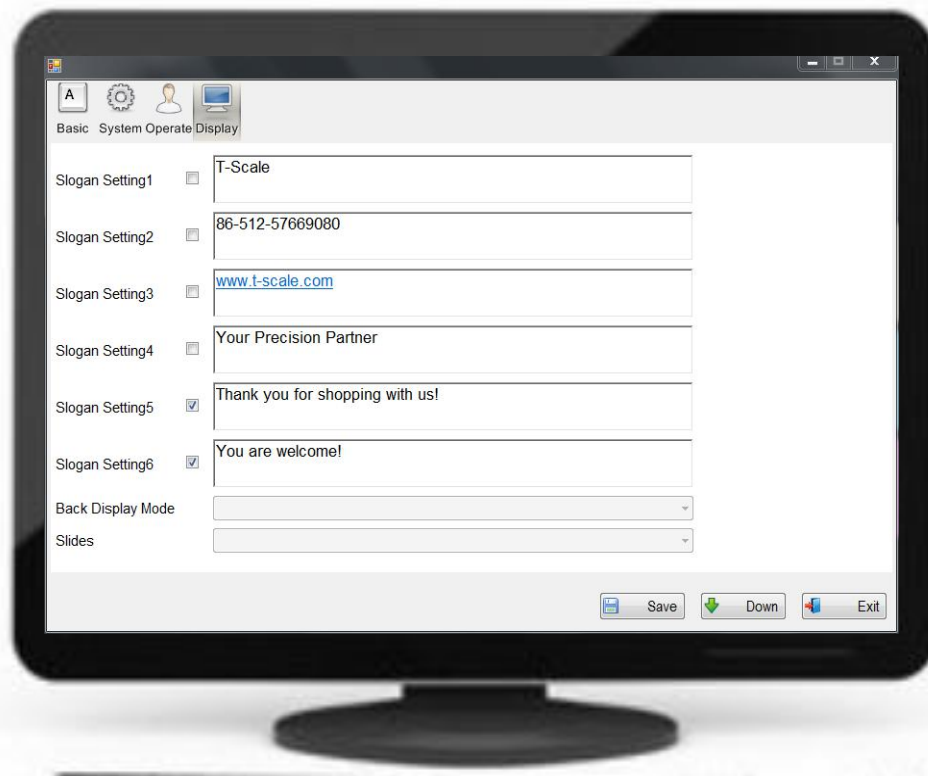 A
Basic System Operate Display
Slogan Setting1 T-Scale
Slogan Setting2 86-512-57669080
Slogan Setting3 www.t-scale.com
Slogan Setting4 Your Precision Partner
Slogan Setting5 Thank you for shopping with us!
Slogan Setting6 You are welcome!
Back Display Mode
Slides
Save Down Exit